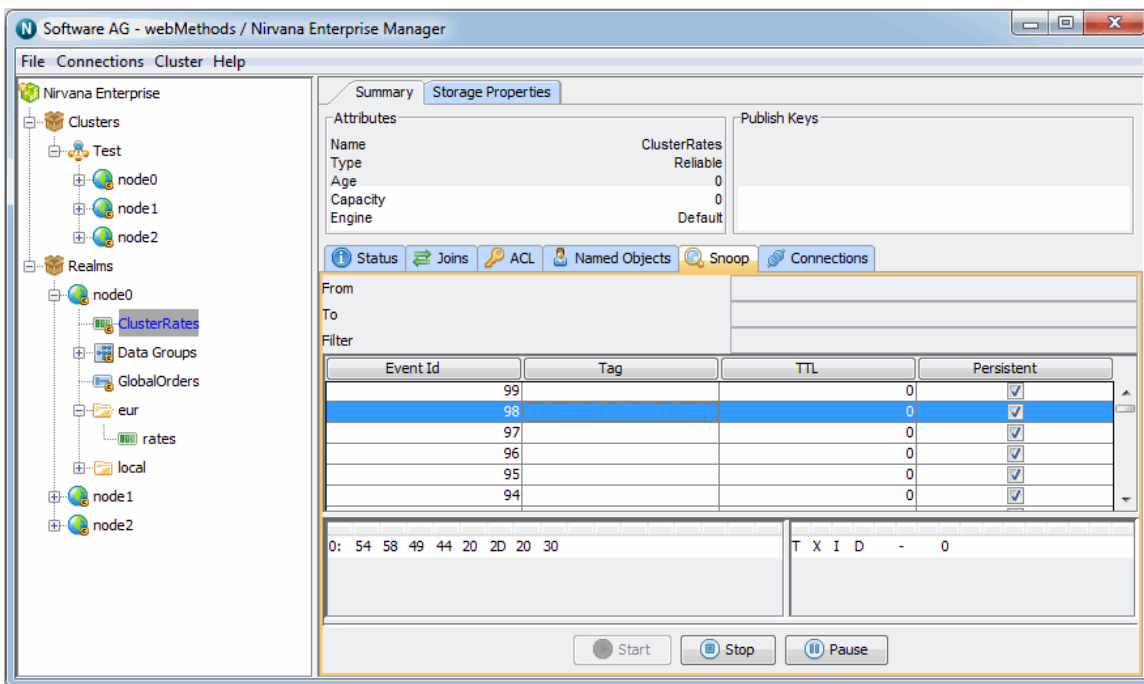 Software AG - webMethods / Nirvana Enterprise Manager
File Connections Cluster Help
Nirvana Enterprise
Clusters
Test
node0
node1
node2
Realms
node0
ClusterRates
Data Groups
GlobalOrders
eur
rates
local
node1
node2
Summary Storage Properties
Attributes
Name ClusterRates
Type Reliable
Age 0
Capacity 0
Engine Default
Publish Keys
Status Joins ACL Named Objects Snoop Connections
From
To
Filter
Event Id Tag TTL Persistent
99 0
98 0
97 0
96 0
95 0
94 0
0: 54 58 49 44 20 2D 20 30
T X I D - 0
Start Stop Pause